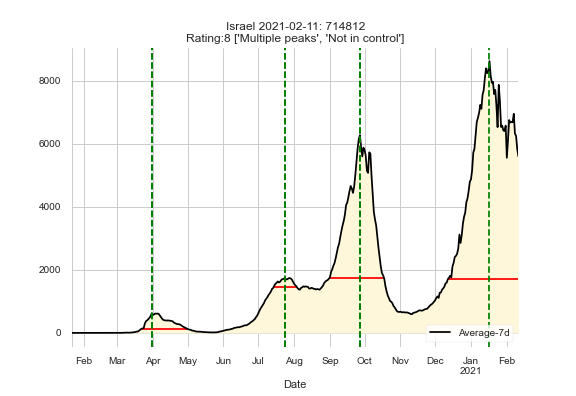 Israel 2021-02-11: 714812
Rating:8 ['Multiple peaks', 'Not in control']
8000
6000
4000
2000
0
Average-7d
Feb Mar Apr May Jun Jul Aug Sep Oct Nov Dec Jan Feb
2021
Date